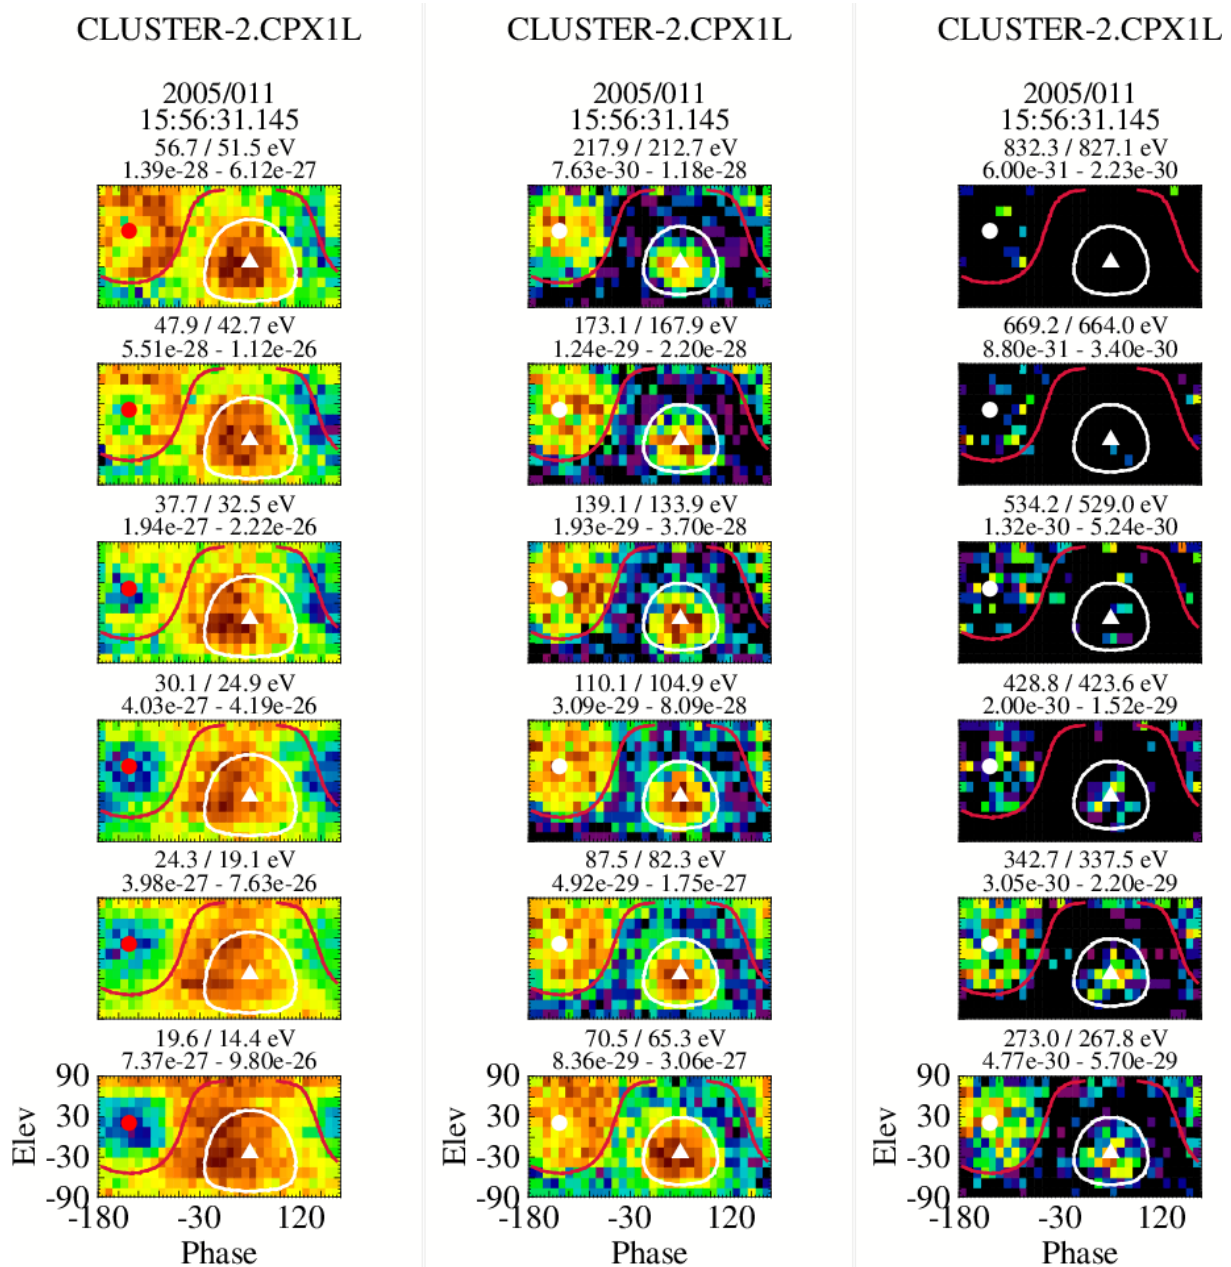 CLUSTER-2.CPX1L
2005/011
15:56:31.145
56.7 / 51.5 eV
1.39e-28 - 6.12e-27
47.9 / 42.7 eV
5.51e-28 - 1.12e-26
37.7 / 32.5 eV
1.94e-27 - 2.22e-26
30.1 / 24.9 eV
4.03e-27 - 4.19e-26
24.3 / 19.1 eV
3.98e-27 - 7.63e-26
19.6 / 14.4 eV
7.37e-27 - 9.80e-26
90
30
-30
-90
Elev
-180 -30 120
Phase
CLUSTER-2.CPX1L
2005/011
15:56:31.145
217.9 / 212.7 eV
7.63e-30 - 1.18e-28
173.1 / 167.9 eV
1.24e-29 - 2.20e-28
139.1 / 133.9 eV
1.93e-29 - 3.70e-28
110.1 / 104.9 eV
3.09e-29 - 8.09e-28
87.5 / 82.3 eV
4.92e-29 - 1.75e-27
70.5 / 65.3 eV
8.36e-29 - 3.06e-27
90
30
-30
-90
Elev
-180 -30 120
Phase
CLUSTER-2.CPX1L
2005/011
15:56:31.145
832.3 / 827.1 eV
6.00e-31 - 2.23e-30
669.2 / 664.0 eV
8.80e-31 - 3.40e-30
534.2 / 529.0 eV
1.32e-30 - 5.24e-30
428.8 / 423.6 eV
2.00e-30 - 1.52e-29
342.7 / 337.5 eV
3.05e-30 - 2.20e-29
273.0 / 267.8 eV
4.77e-30 - 5.70e-29
90
30
-30
-90
Elev
-180 -30 120
Phase